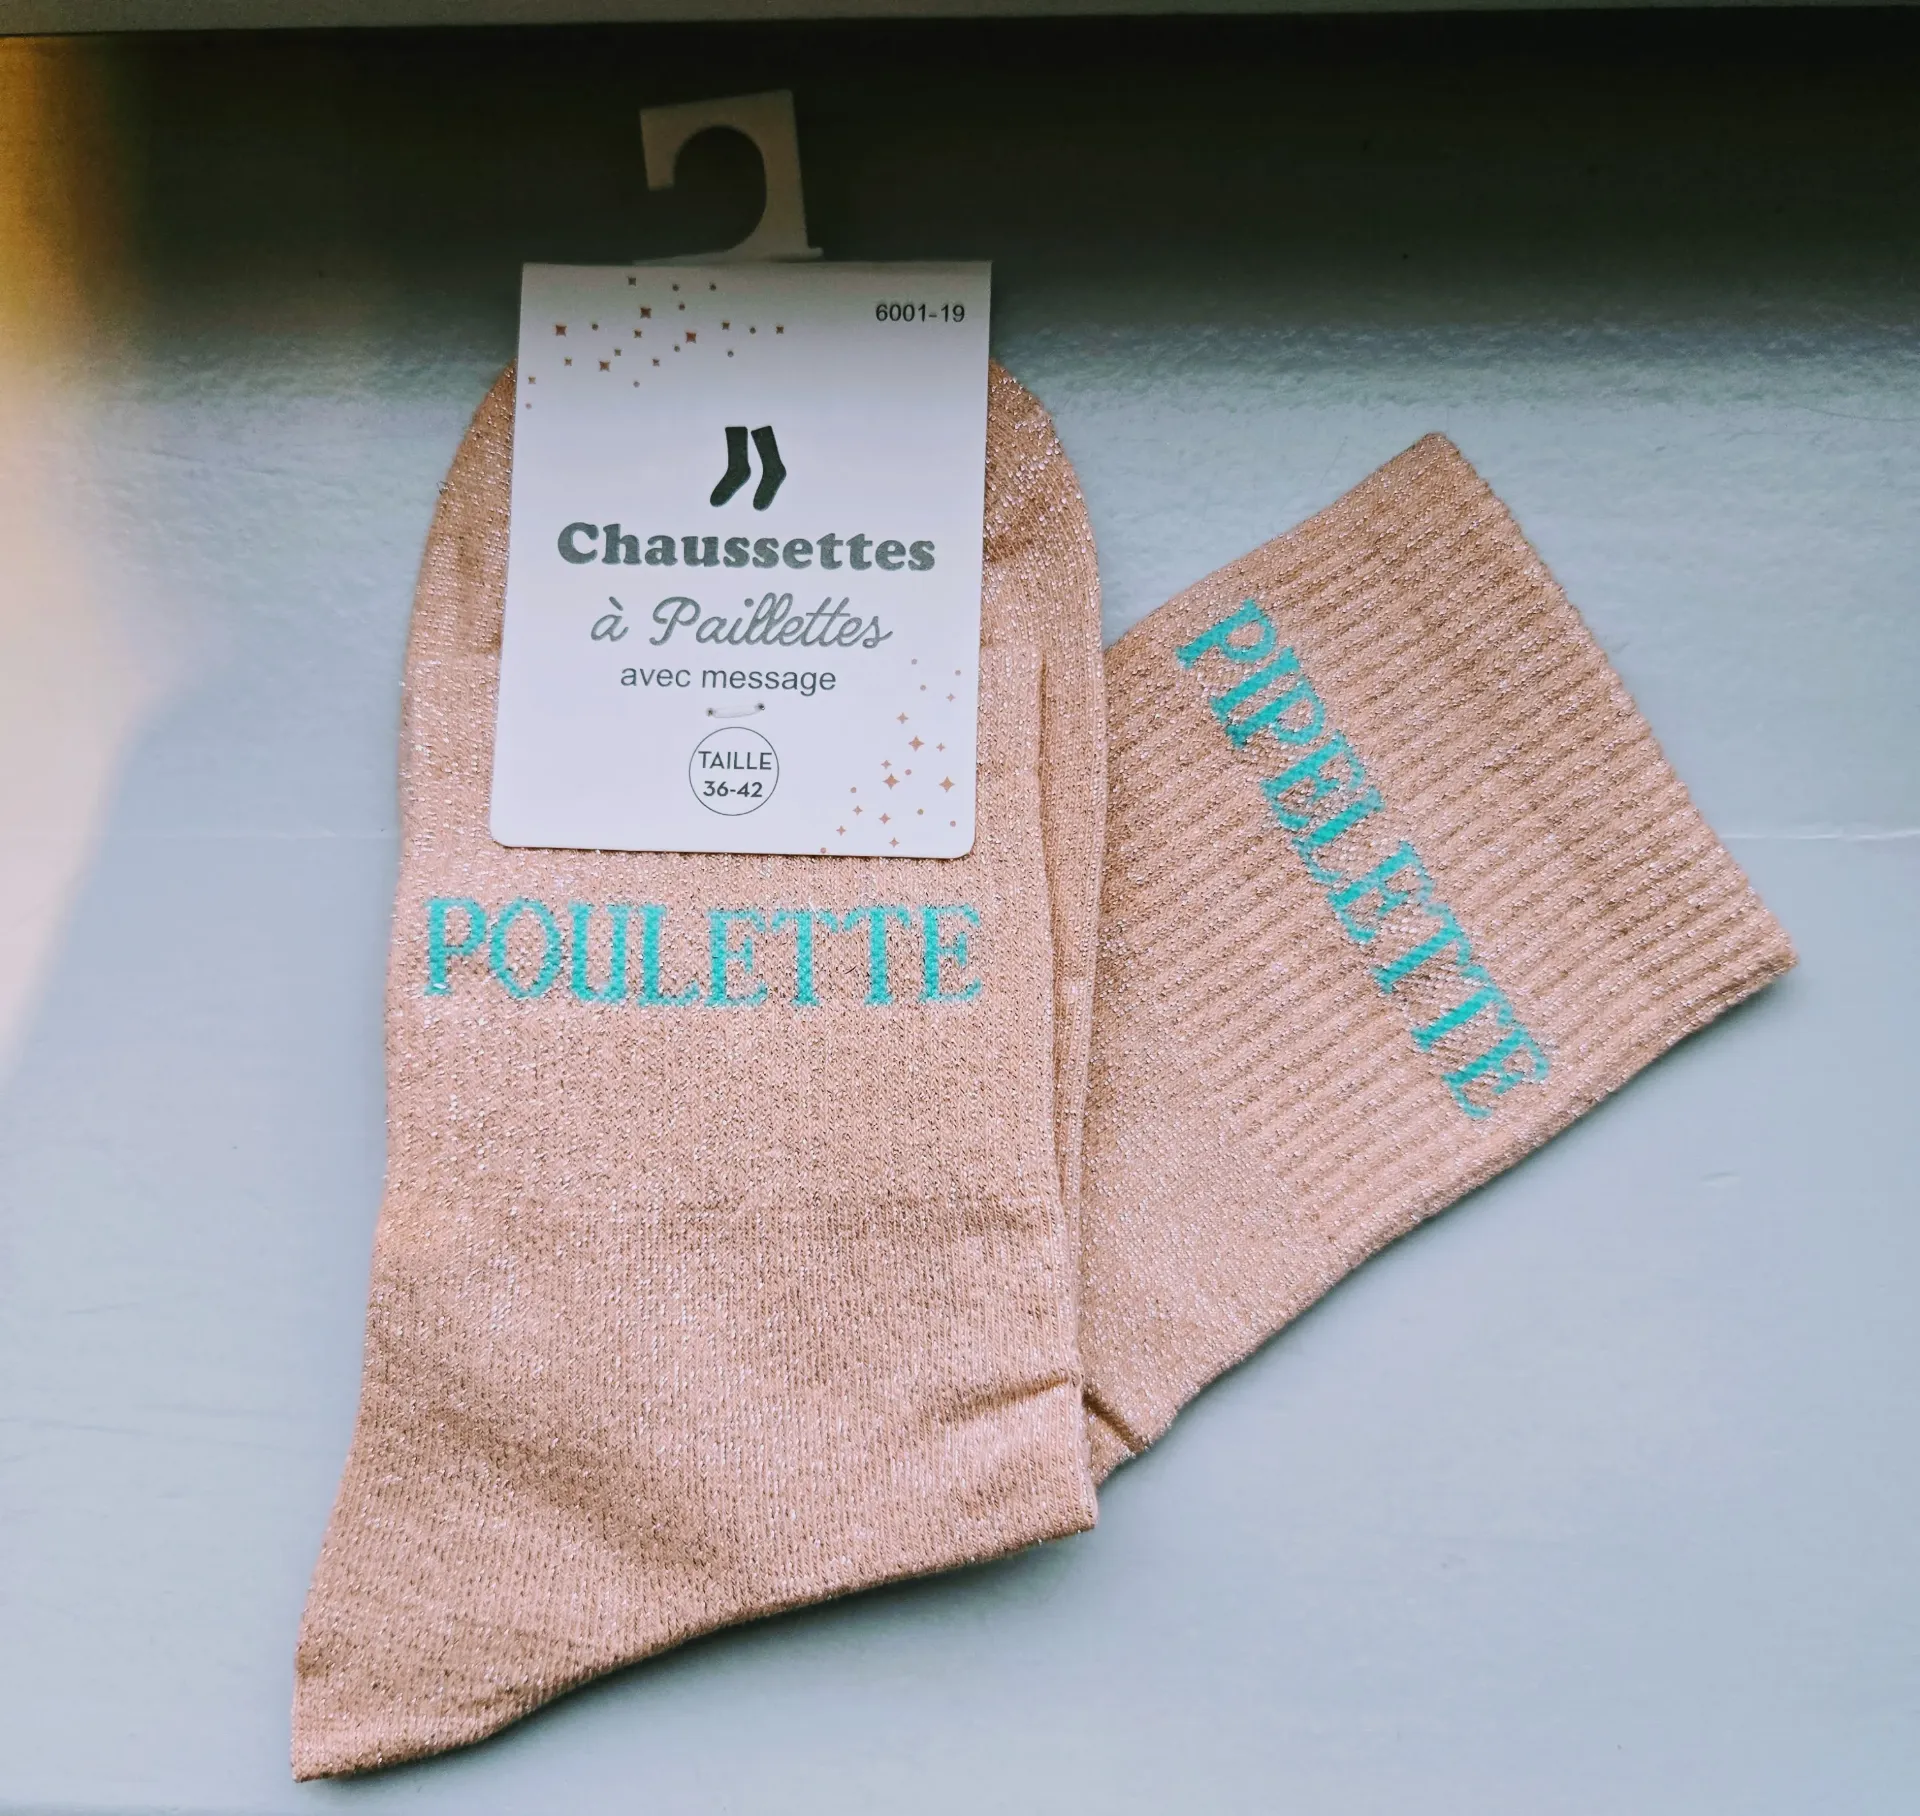 6001-19
Chaussettes
à Paillettes
avec message
TAILLE
36-42
POULETTE
PIPELETTE